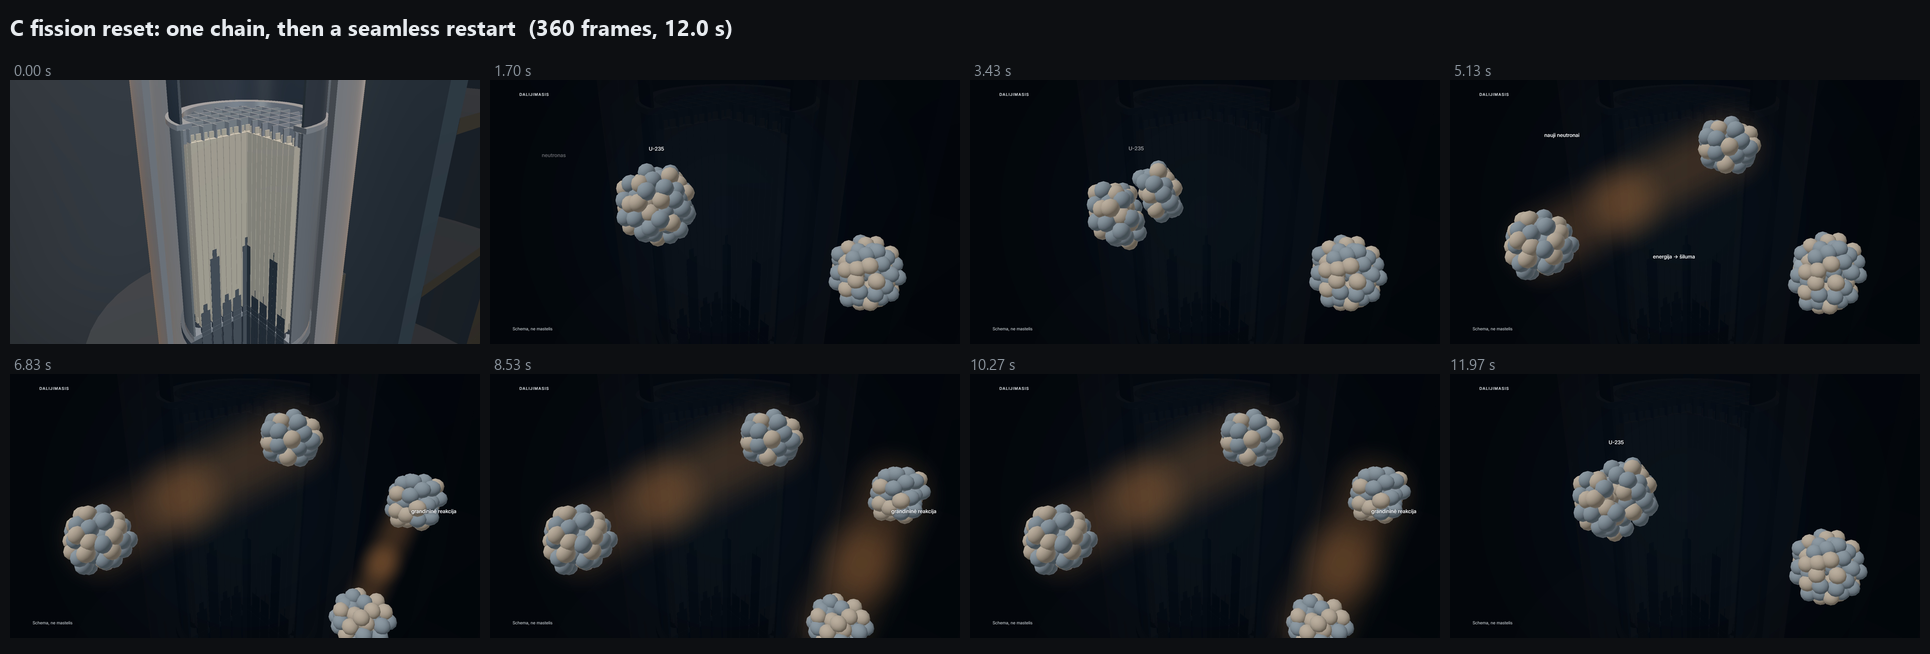 C fission reset: one chain, then a seamless restart (360 frames, 12.0 s)
0.00 s
1.70 s
3.43 s
5.13 s
DALIJIMASIS
DALIJIMASIS
DALIJIMASIS
neutronas
U-235
U-235
nauji neutronai
energija → šiluma
Schema, ne mastelis
Schema, ne mastelis
Schema, ne mastelis
6.83 s
8.53 s
10.27 s
11.97 s
DALIJIMASIS
DALIJIMASIS
DALIJIMASIS
DALIJIMASIS
U-235
grandininė reakcija
grandininė reakcija
grandininė reakcija
Schema, ne mastelis
Schema, ne mastelis
Schema, ne mastelis
Schema, ne mastelis